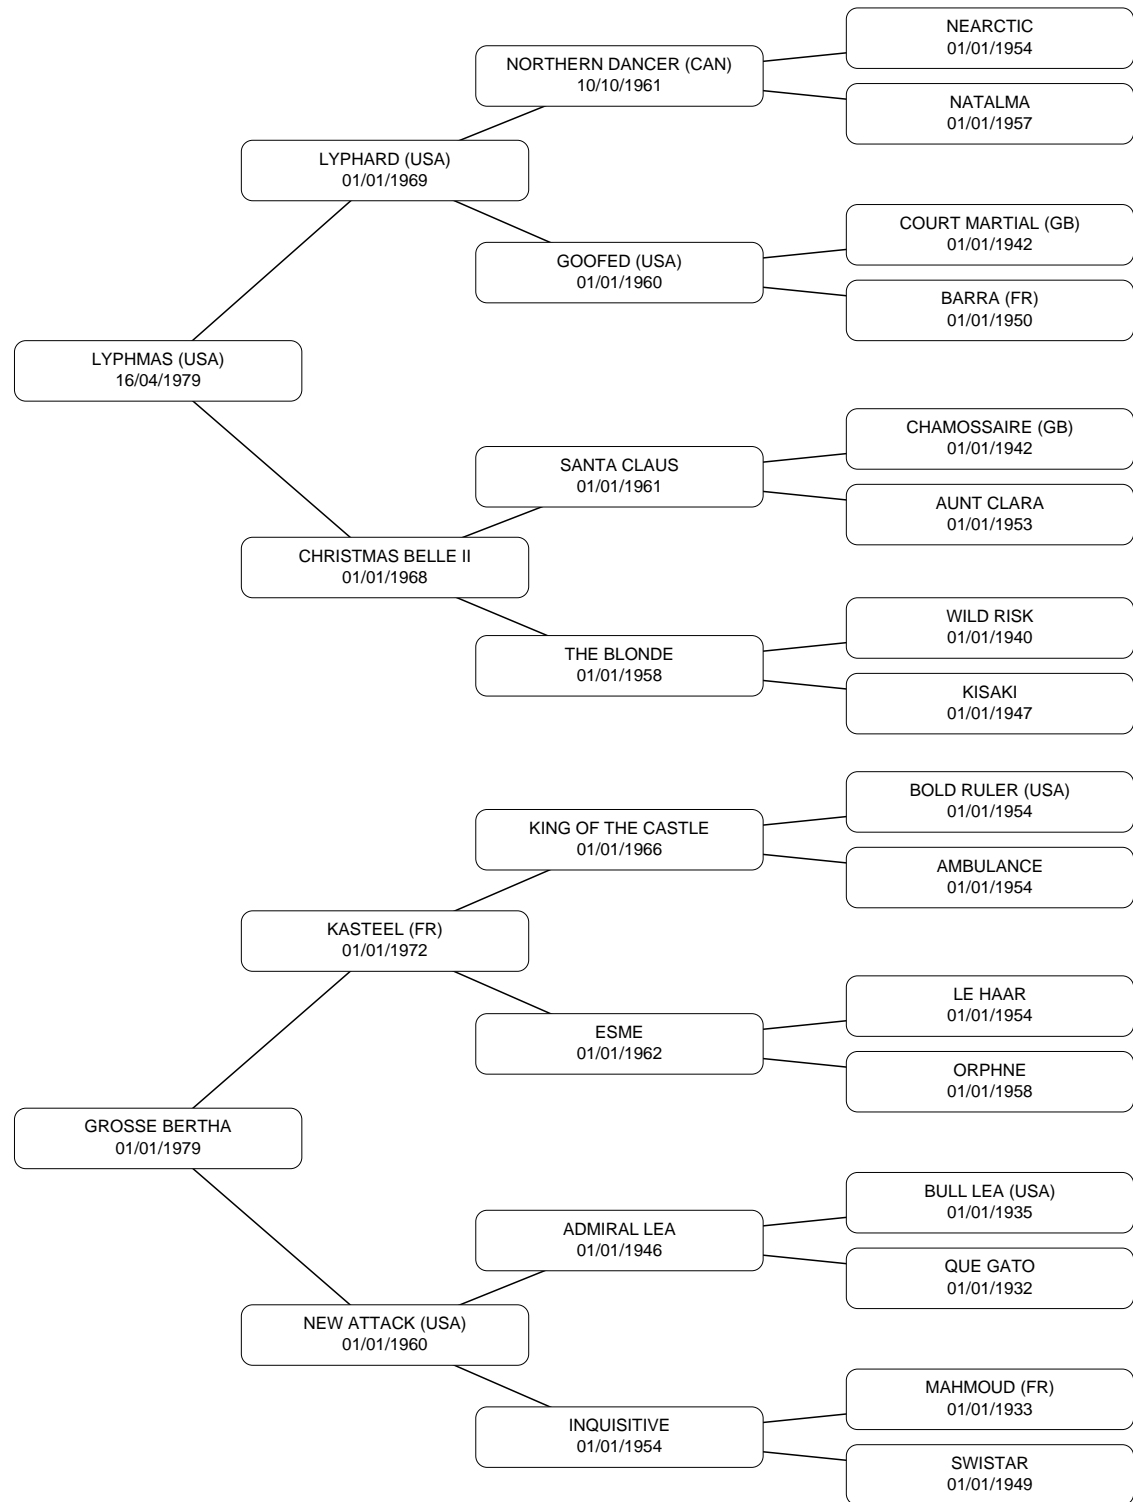 NEARCTIC
01/01/1954
NORTHERN DANCER (CAN)
10/10/1961
NATALMA
01/01/1957
LYPHARD (USA)
01/01/1969
COURT MARTIAL (GB)
01/01/1942
GOOFED (USA)
01/01/1960
BARRA (FR)
01/01/1950
LYPHMAS (USA)
16/04/1979
CHAMOSSAIRE (GB)
01/01/1942
SANTA CLAUS
01/01/1961
AUNT CLARA
01/01/1953
CHRISTMAS BELLE II
01/01/1968
WILD RISK
01/01/1940
THE BLONDE
01/01/1958
KISAKI
01/01/1947
BOLD RULER (USA)
01/01/1954
KING OF THE CASTLE
01/01/1966
AMBULANCE
01/01/1954
KASTEEL (FR)
01/01/1972
LE HAAR
01/01/1954
ESME
01/01/1962
ORPHNE
01/01/1958
GROSSE BERTHA
01/01/1979
BULL LEA (USA)
01/01/1935
ADMIRAL LEA
01/01/1946
QUE GATO
01/01/1932
NEW ATTACK (USA)
01/01/1960
MAHMOUD (FR)
01/01/1933
INQUISITIVE
01/01/1954
SWISTAR
01/01/1949